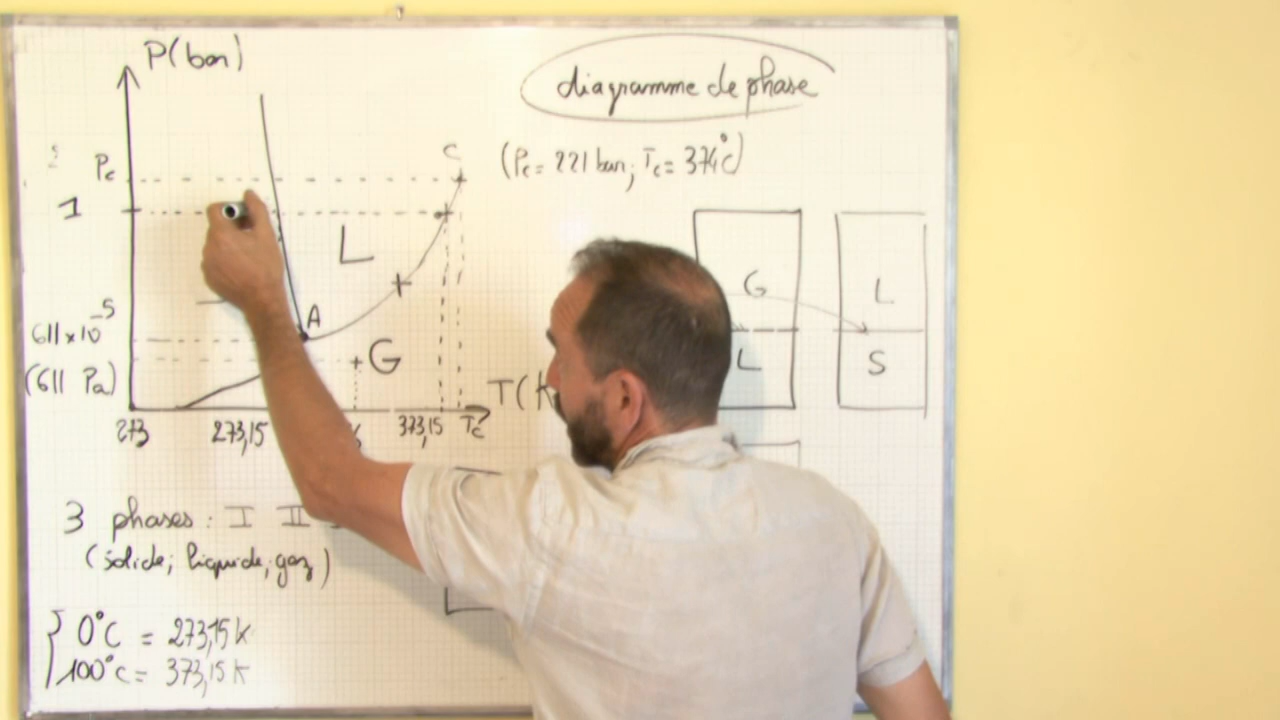 P(bar)
diagramme de phase
(Pc = 221 bar; Tc = 374°C)
Pc
C
1
L
A
611 x 10^-5
(611 Pa)
G
T(K
273
273,15
373,15
Tc
G
L
L
S
3 phases : I II
(solide; liquide; gaz)
0°C = 273,15 K
100°C = 373,15 K